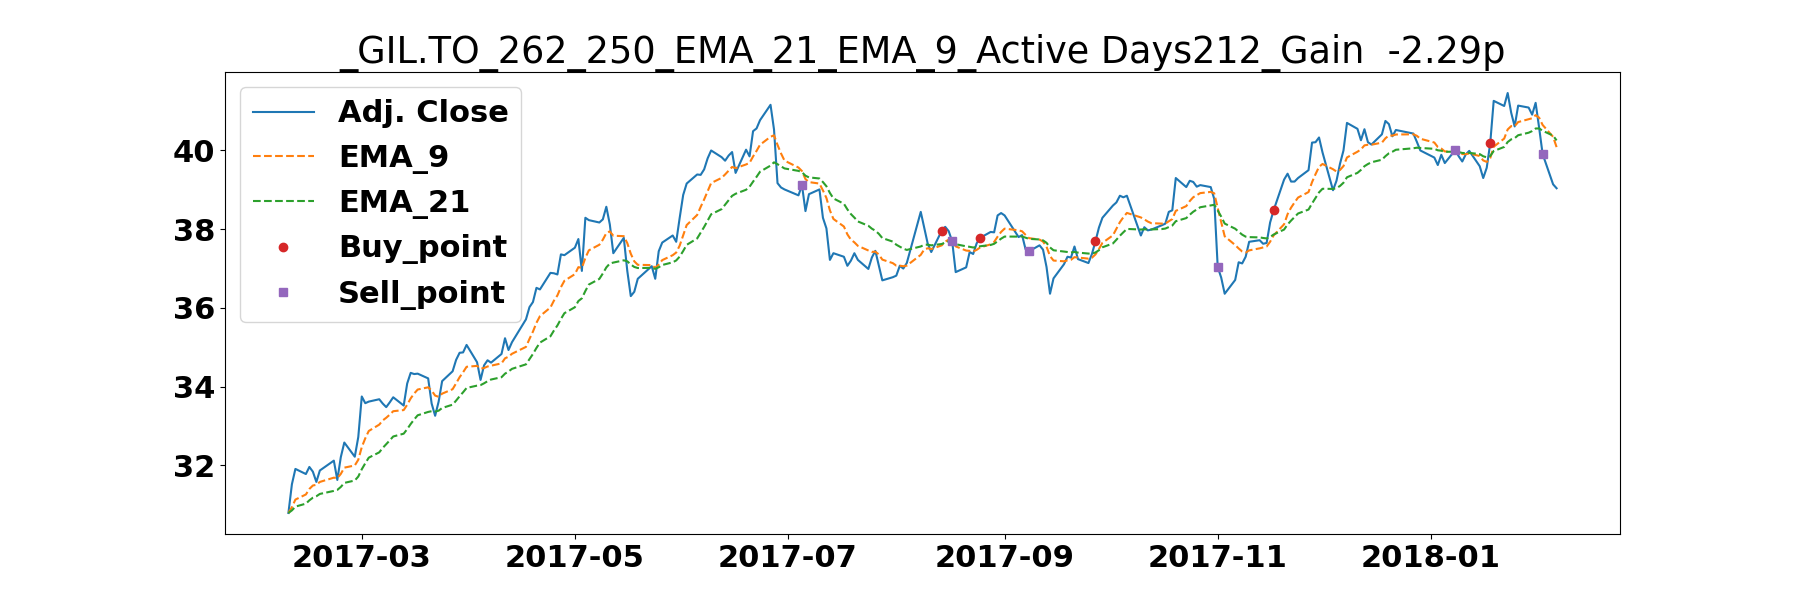 _GIL.TO_262_250_EMA_21_EMA_9_Active Days212_Gain  -2.29p
Adj. Close
EMA_9
EMA_21
Buy_point
Sell_point
40
38
36
34
32
2017-03 2017-05 2017-07 2017-09 2017-11 2018-01